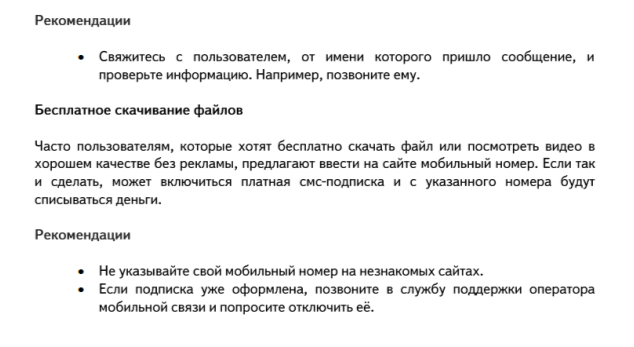 Рекомендации
• Свяжитесь с пользователем, от имени которого пришло сообщение, и
проверьте информацию. Например, позвоните ему.
Бесплатное скачивание файлов
Часто пользователям, которые хотят бесплатно скачать файл или посмотреть видео в
хорошем качестве без рекламы, предлагают ввести на сайте мобильный номер. Если так
и сделать, может включиться платная смс-подписка и с указанного номера будут
списываться деньги.
Рекомендации
• Не указывайте свой мобильный номер на незнакомых сайтах.
• Если подписка уже оформлена, позвоните в службу поддержки оператора
мобильной связи и попросите отключить её.